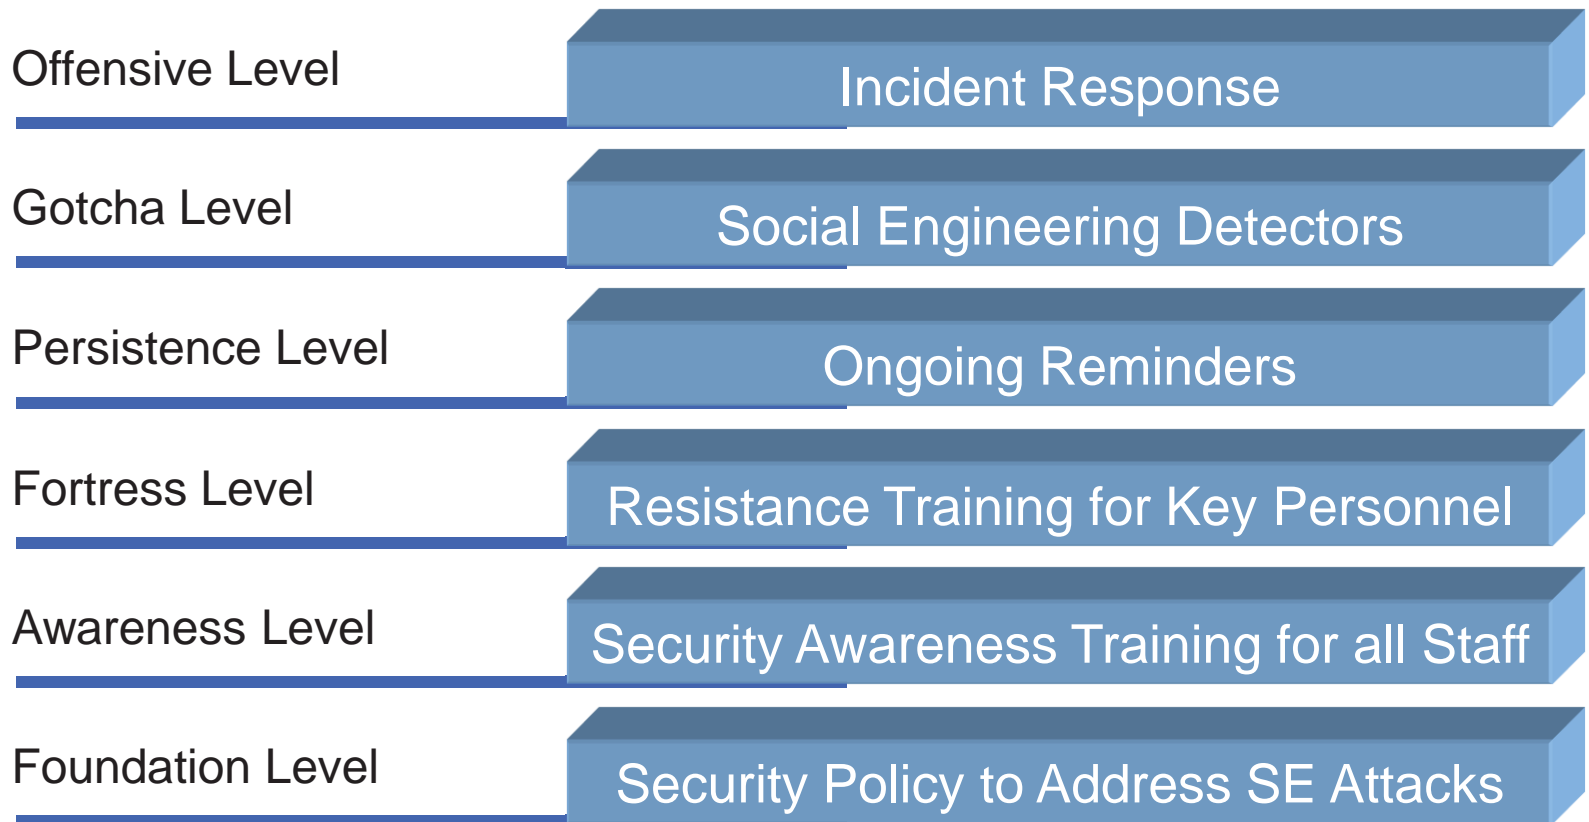 Offensive Level
Incident Response
Gotcha Level
Social Engineering Detectors
Persistence Level
Ongoing Reminders
Fortress Level
Resistance Training for Key Personnel
Awareness Level
Security Awareness Training for all Staff
Foundation Level
Security Policy to Address SE Attacks